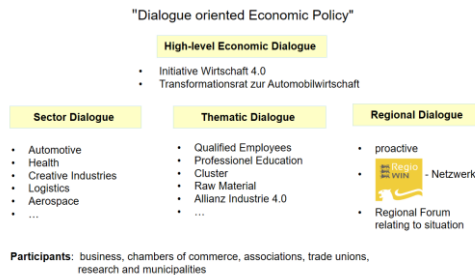 "Dialogue oriented Economic Policy"
High-level Economic Dialogue
• Initiative Wirtschaft 4.0
• Transformationsrat zur Automobilwirtschaft
Sector Dialogue
• Automotive
• Health
• Creative Industries
• Logistics
• Aerospace
• ...
Thematic Dialogue
• Qualified Employees
• Professionel Education
• Cluster
• Raw Material
• Allianz Industrie 4.0
• ...
Regional Dialogue
• proactive
• Regio
WIN - Netzwerk
• Regional Forum
relating to situation
Participants: business, chambers of commerce, associations, trade unions,
research and municipalities